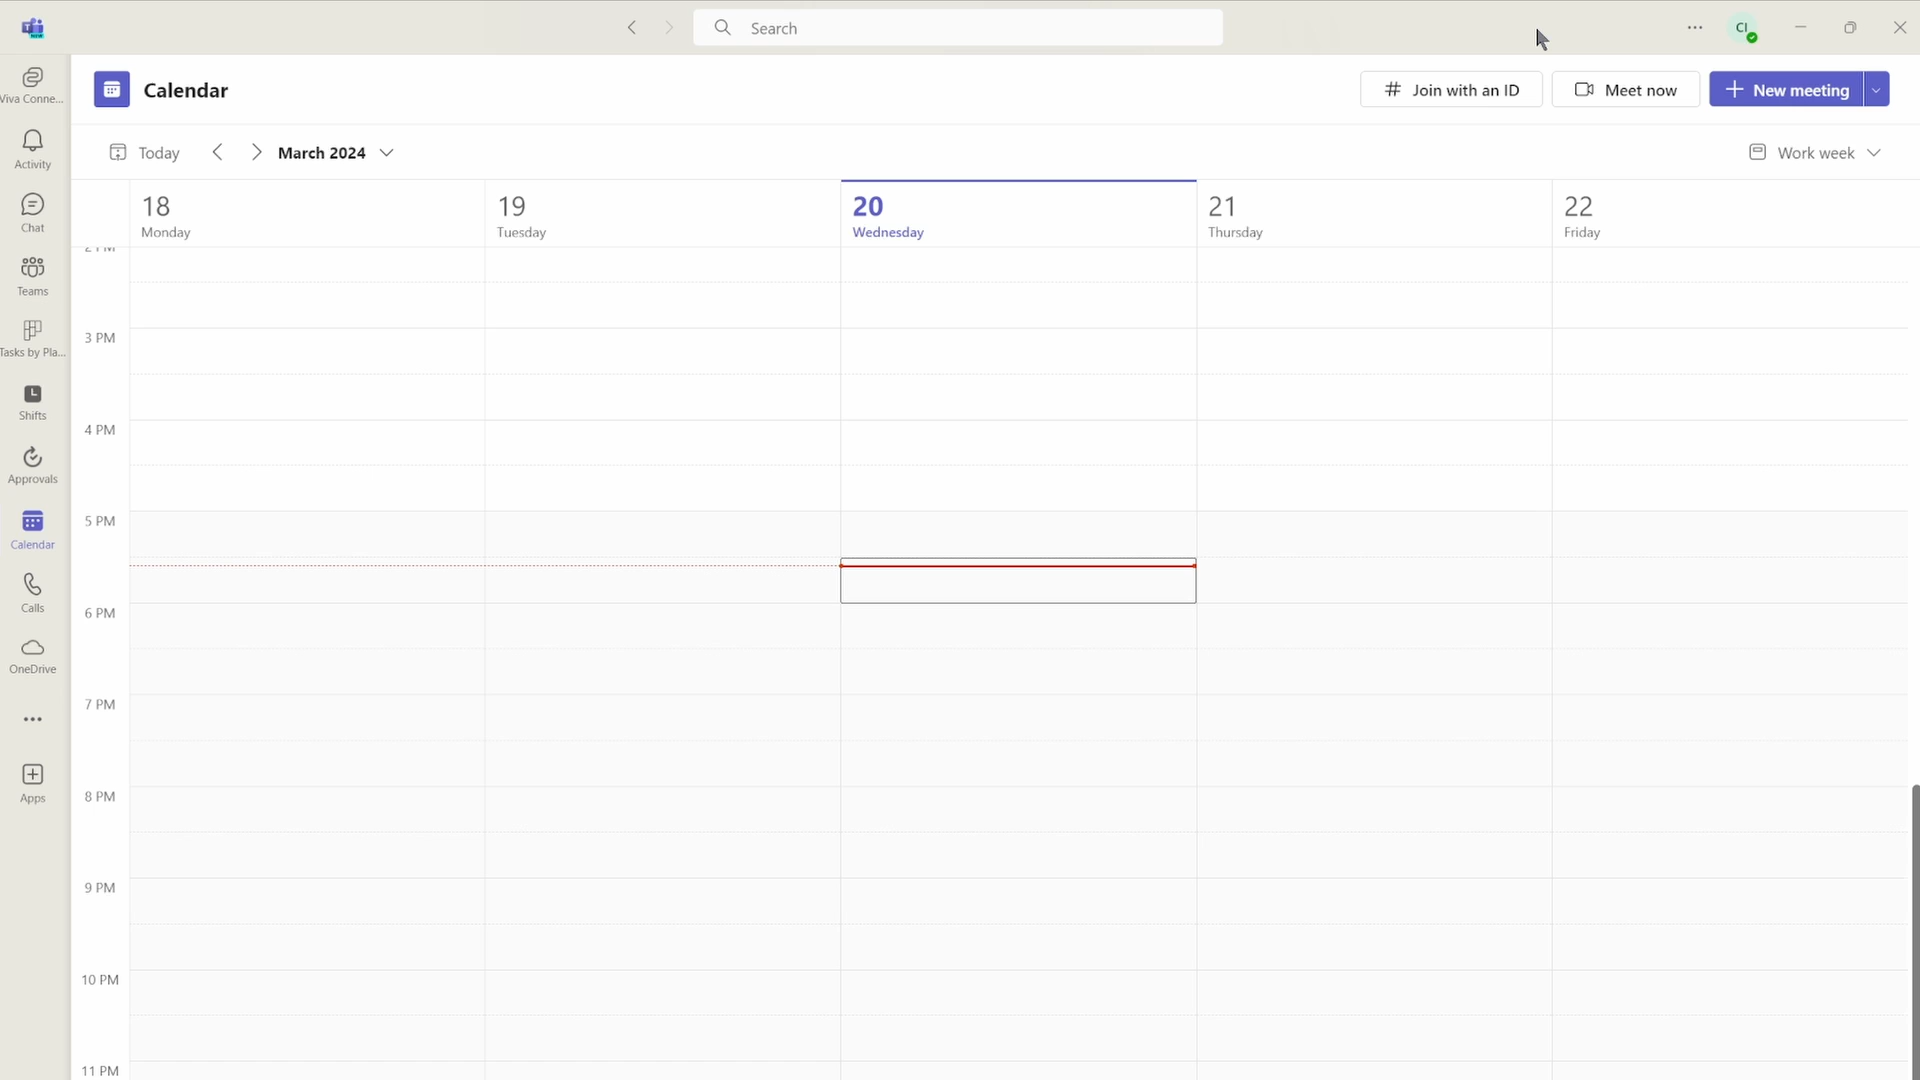 Search
CI
Viva Conne...
Activity
Chat
Teams
Tasks by Pla...
Shifts
Approvals
Calendar
Calls
OneDrive
Apps
Calendar
# Join with an ID
Meet now
New meeting
Today
March 2024
Work week
18
Monday
19
Tuesday
20
Wednesday
21
Thursday
22
Friday
2 PM
3 PM
4 PM
5 PM
6 PM
7 PM
8 PM
9 PM
10 PM
11 PM